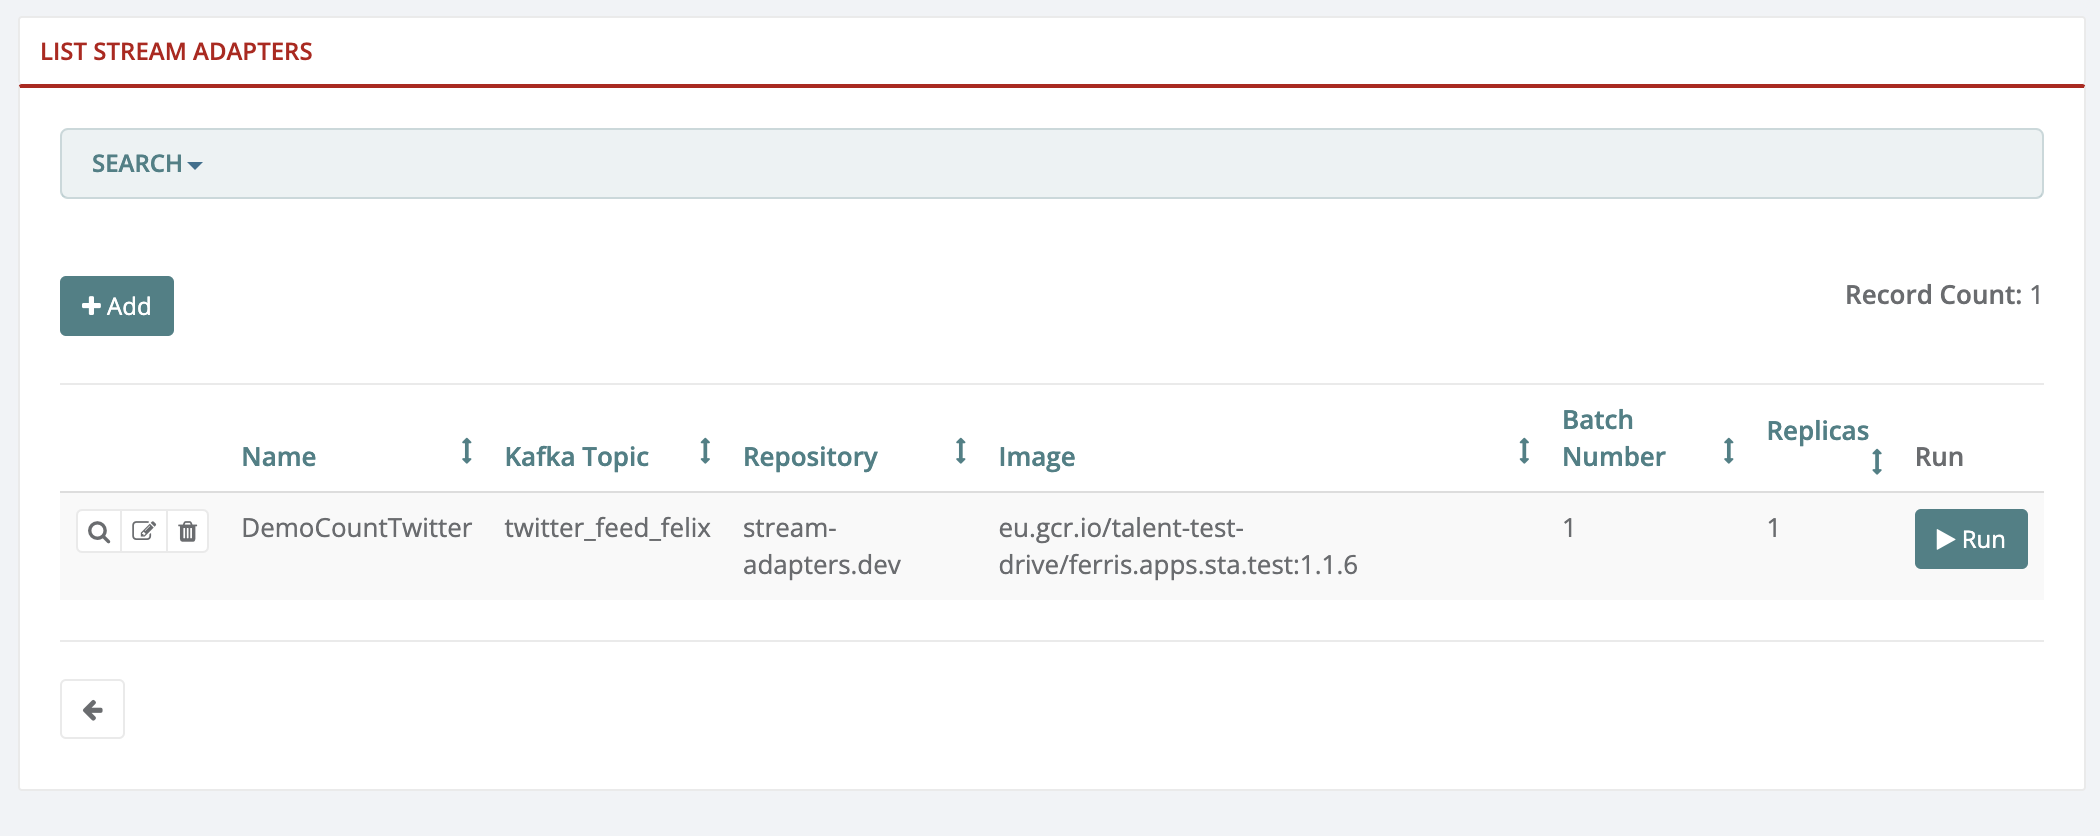 LIST STREAM ADAPTERS
SEARCH
Add
Record Count: 1
Name Kafka Topic Repository Image Batch Number Replicas Run
DemoCountTwitter twitter_feed_felix stream- eu.gcr.io/talent-test- 1 1 Run
adapters.dev drive/ferris.apps.sta.test:1.1.6